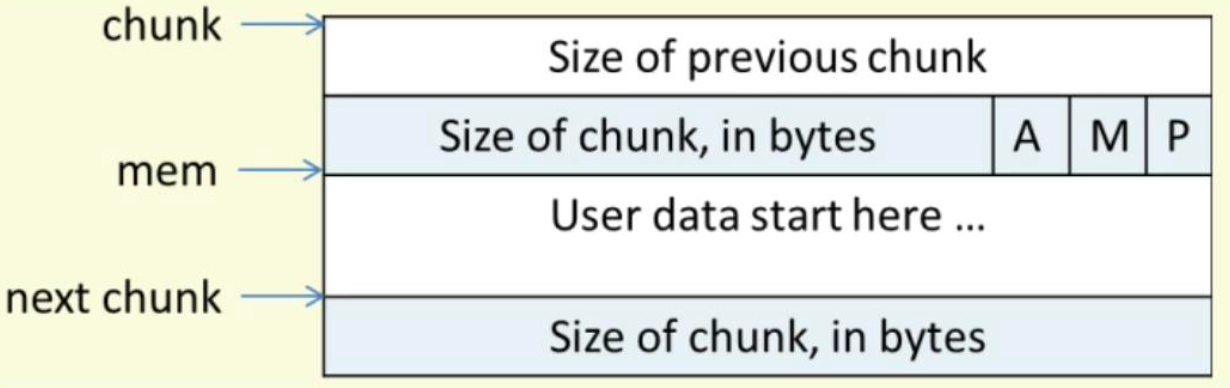 chunk
Size of previous chunk
Size of chunk, in bytes A M P
mem
User data start here ...
next chunk
Size of chunk, in bytes